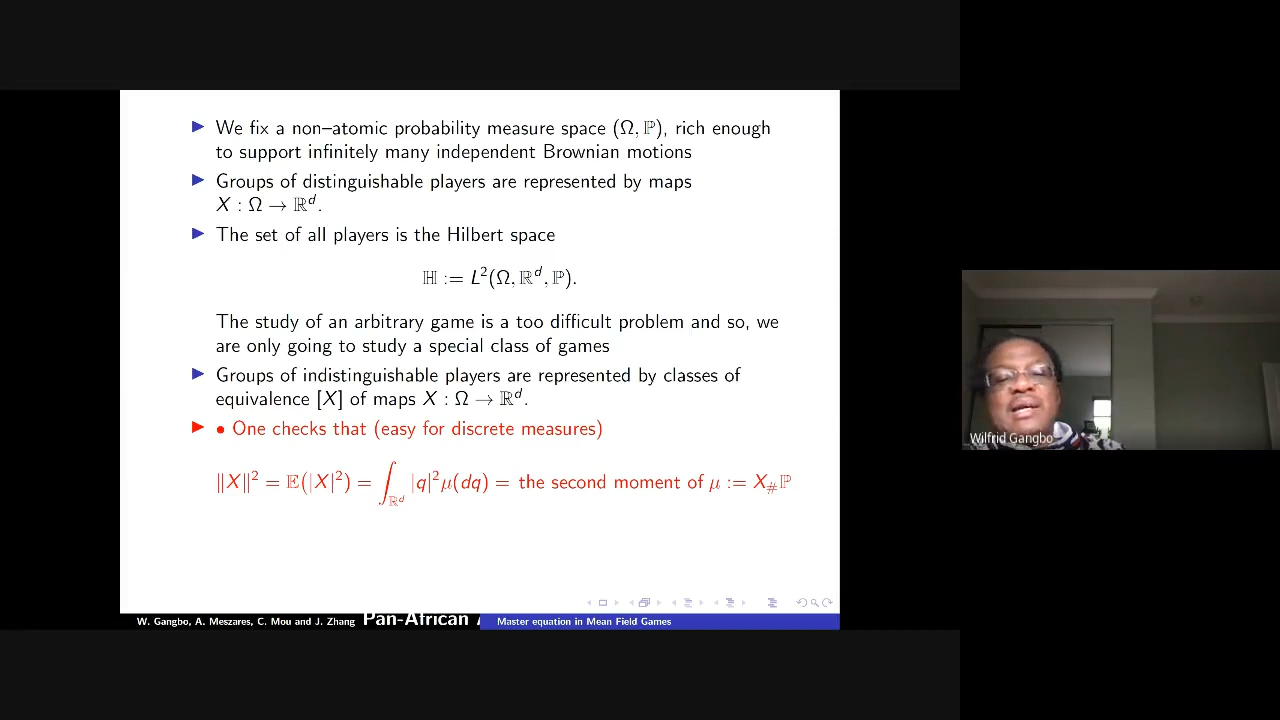 ▶ We fix a non–atomic probability measure space (Ω, ℙ), rich enough
to support infinitely many independent Brownian motions
▶ Groups of distinguishable players are represented by maps
X : Ω → ℝ^d.
▶ The set of all players is the Hilbert space
ℍ := L²(Ω, ℝ^d, ℙ).
The study of an arbitrary game is a too difficult problem and so, we
are only going to study a special class of games
▶ Groups of indistinguishable players are represented by classes of
equivalence [X] of maps X : Ω → ℝ^d.
▶ • One checks that (easy for discrete measures)
‖X‖² = 𝔼(|X|²) = ∫_{ℝ^d} |q|² μ(dq) = the second moment of μ := X_# ℙ
W. Gangbo, A. Meszares, C. Mou and J. Zhang Pan-African Master equation in Mean Field Games
Wilfrid Gangbo